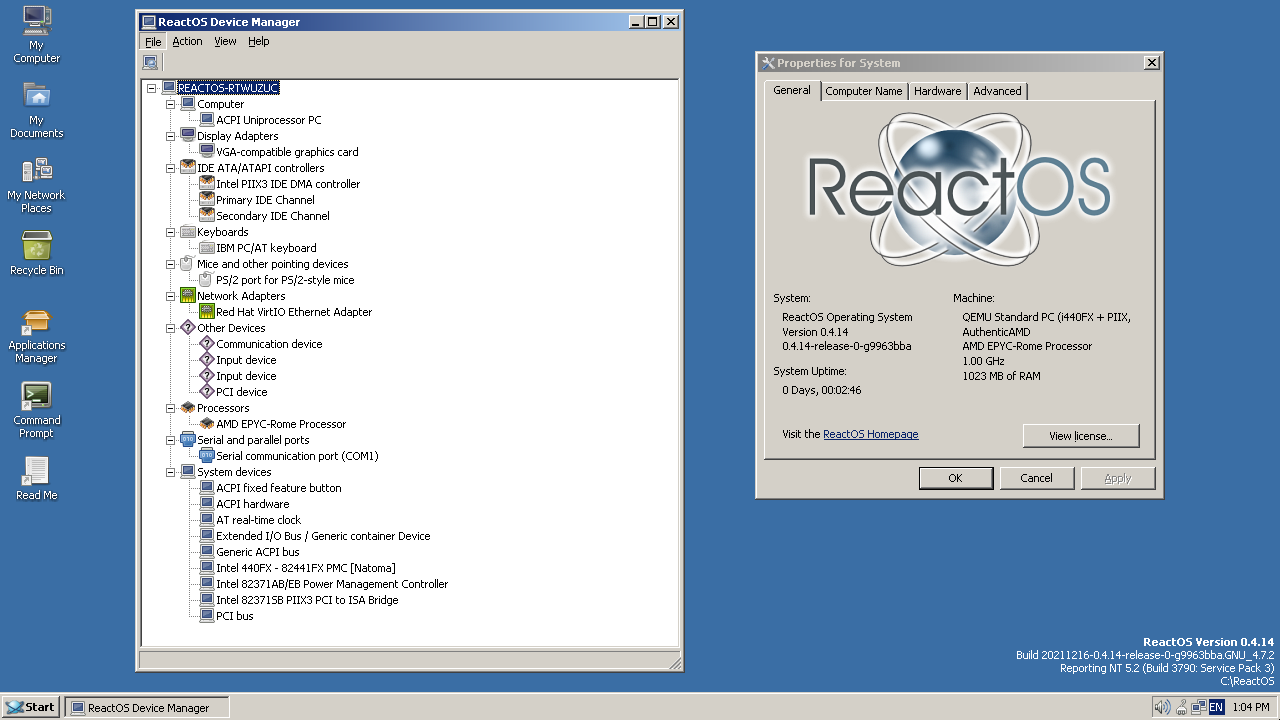 My
Computer
My
Documents
My Network
Places
Recycle Bin
Applications
Manager
Command
Prompt
Read Me
ReactOS Device Manager
File Action View Help
REACTOS-RTWUZUC
Computer
ACPI Uniprocessor PC
Display Adapters
VGA-compatible graphics card
IDE ATA/ATAPI controllers
Intel PIIX3 IDE DMA controller
Primary IDE Channel
Secondary IDE Channel
Keyboards
IBM PC/AT keyboard
Mice and other pointing devices
PS/2 port for PS/2-style mice
Network Adapters
Red Hat VirtIO Ethernet Adapter
Other Devices
Communication device
Input device
Input device
PCI device
Processors
AMD EPYC-Rome Processor
Serial and parallel ports
Serial communication port (COM1)
System devices
ACPI fixed feature button
ACPI hardware
AT real-time clock
Extended I/O Bus / Generic container Device
Generic ACPI bus
Intel 440FX - 82441FX PMC [Natoma]
Intel 82371AB/EB Power Management Controller
Intel 82371SB PIIX3 PCI to ISA Bridge
PCI bus
Properties for System
General Computer Name Hardware Advanced
ReactOS
System:
ReactOS Operating System
Version 0.4.14
0.4.14-release-0-g9963bba
System Uptime:
0 Days, 00:02:46
Machine:
QEMU Standard PC (i440FX + PIIX,
AuthenticAMD
AMD EPYC-Rome Processor
1.00 GHz
1023 MB of RAM
Visit the ReactOS Homepage
View license...
OK Cancel Apply
ReactOS Version 0.4.14
Build 20211216-0.4.14-release-0-g9963bba.GNU_4.7.2
Reporting NT 5.2 (Build 3790: Service Pack 3)
C:\ReactOS
Start ReactOS Device Manager EN 1:04 PM